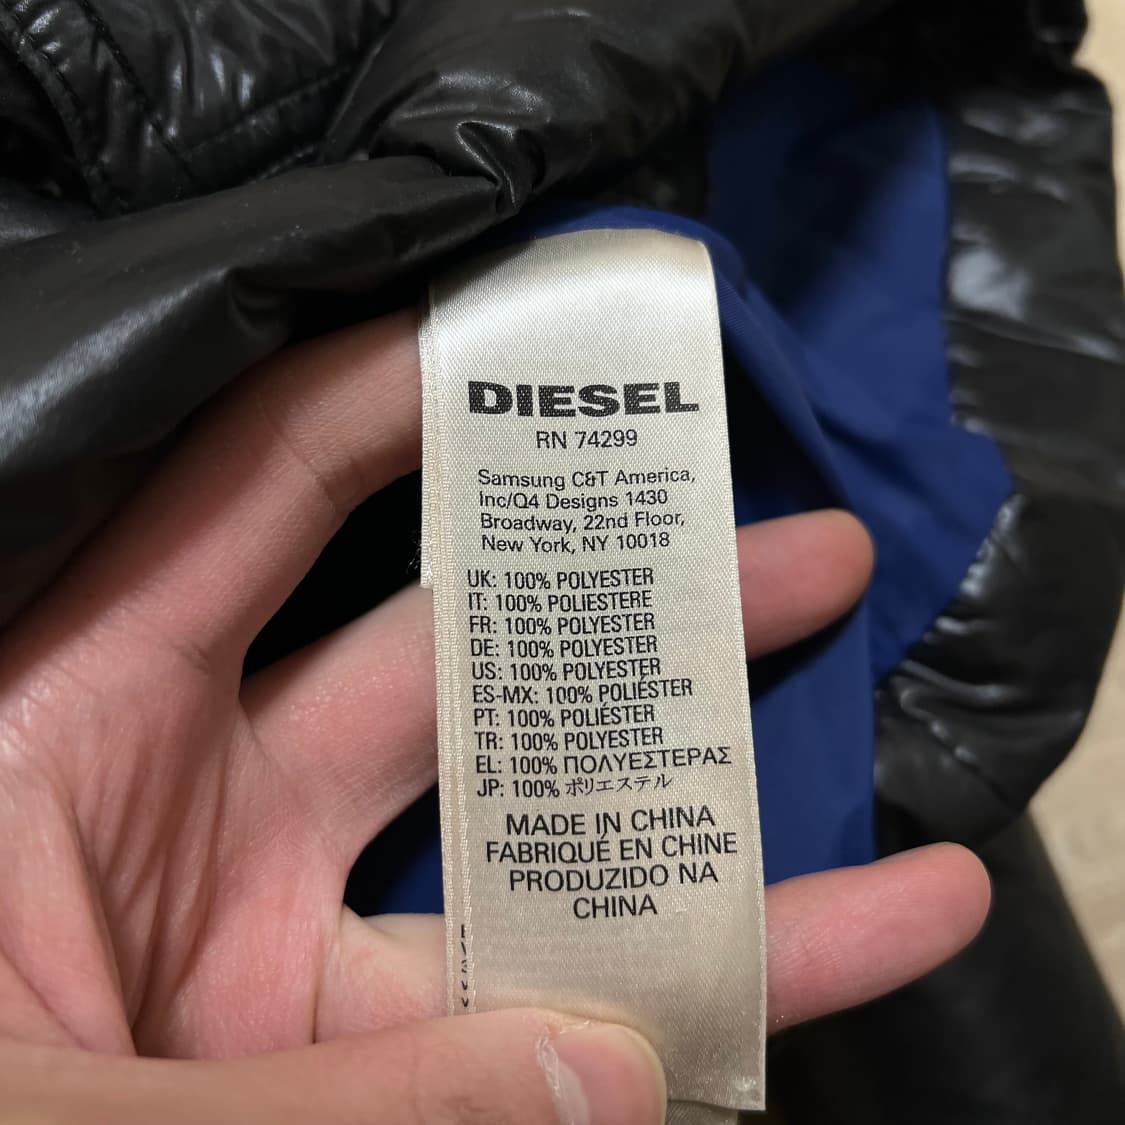 DIESEL
RN 74299
Samsung C&T America,
Inc/Q4 Designs 1430
Broadway, 22nd Floor,
New York, NY 10018
UK: 100% POLYESTER
IT: 100% POLIESTERE
FR: 100% POLYESTER
DE: 100% POLYESTER
US: 100% POLYESTER
ES-MX: 100% POLIÉSTER
PT: 100% POLIÉSTER
TR: 100% POLYESTER
EL: 100% ΠΟΛΥΕΣΤΕΡΑΣ
JP: 100% ポリエステル
MADE IN CHINA
FABRIQUÉ EN CHINE
PRODUZIDO NA
CHINA